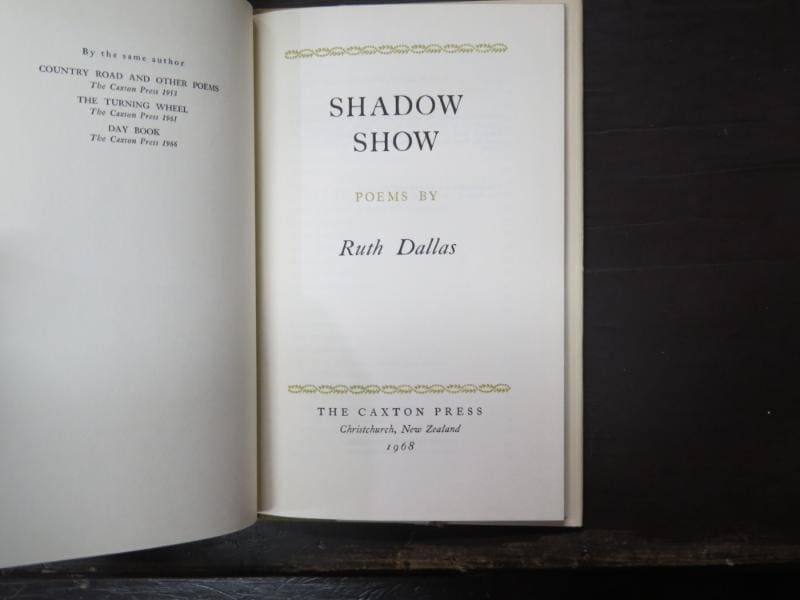 By the same author
COUNTRY ROAD AND OTHER POEMS
The Caxton Press 1953
THE TURNING WHEEL
The Caxton Press 1961
DAY BOOK
The Caxton Press 1966
SHADOW
SHOW
POEMS BY
Ruth Dallas
THE CAXTON PRESS
Christchurch, New Zealand
1968